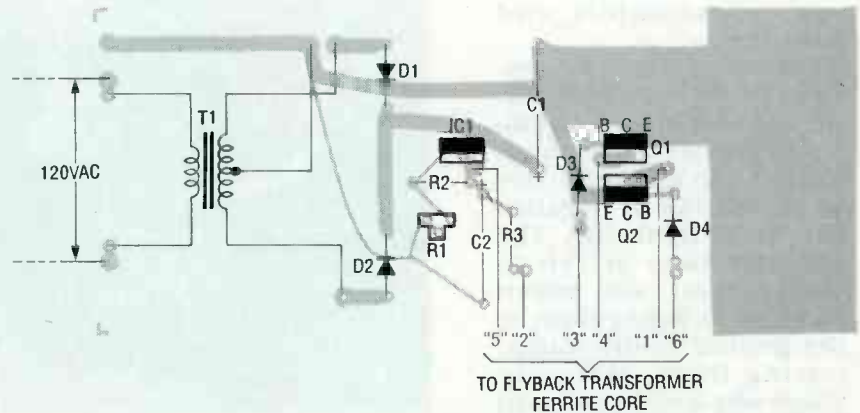 D1
T1
C1
IC1
B C E
Q1
D3
120VAC
R2
R1
C2
R3
E C B
Q2
D4
D2
"5" "2" "3" "4" "1" "6"
TO FLYBACK TRANSFORMER
FERRITE CORE